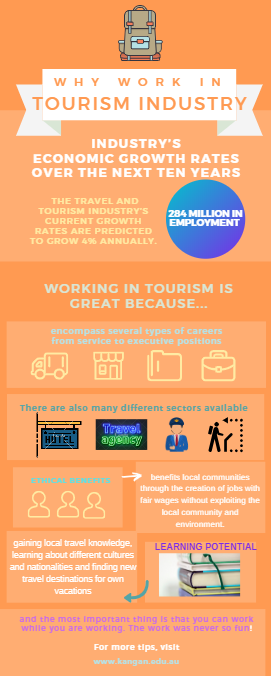 WHY WORK IN
TOURISM INDUSTRY
INDUSTRY'S
ECONOMIC GROWTH RATES
OVER THE NEXT TEN YEARS
THE TRAVEL AND
TOURISM INDUSTRY'S
CURRENT GROWTH
RATES ARE PREDICTED
TO GROW 4% ANNUALLY.
284 MILLION IN
EMPLOYMENT
WORKING IN TOURISM IS
GREAT BECAUSE...
encompass several types of careers
from service to executive positions
There are also many different sectors available
HOTEL
Travel
agency
ETHICAL BENEFITS
benefits local communities
through the creation of jobs with
fair wages without exploiting the
local community and
environment.
gaining local travel knowledge,
learning about different cultures
and nationalities and finding new
travel destinations for own
vacations
LEARNING POTENTIAL
and the most important thing is that you can work
while you are working. The work was never so fun!
For more tips, visit
www.kangan.edu.au